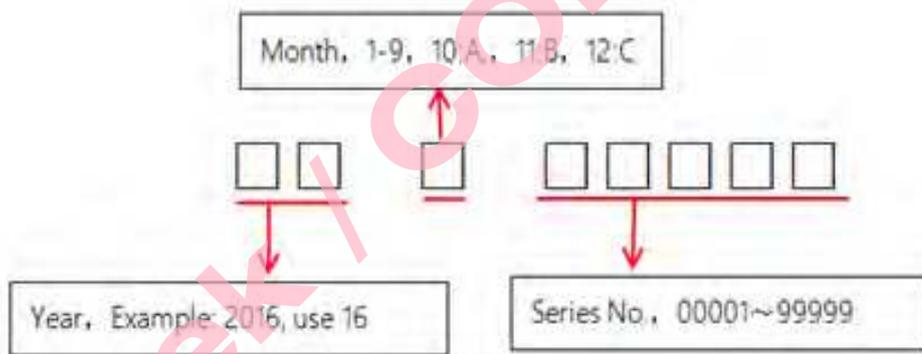 Month, 1-9, 10:A, 11:B, 12:C
Year, Example: 2016, use 16
Series No, 00001~99999